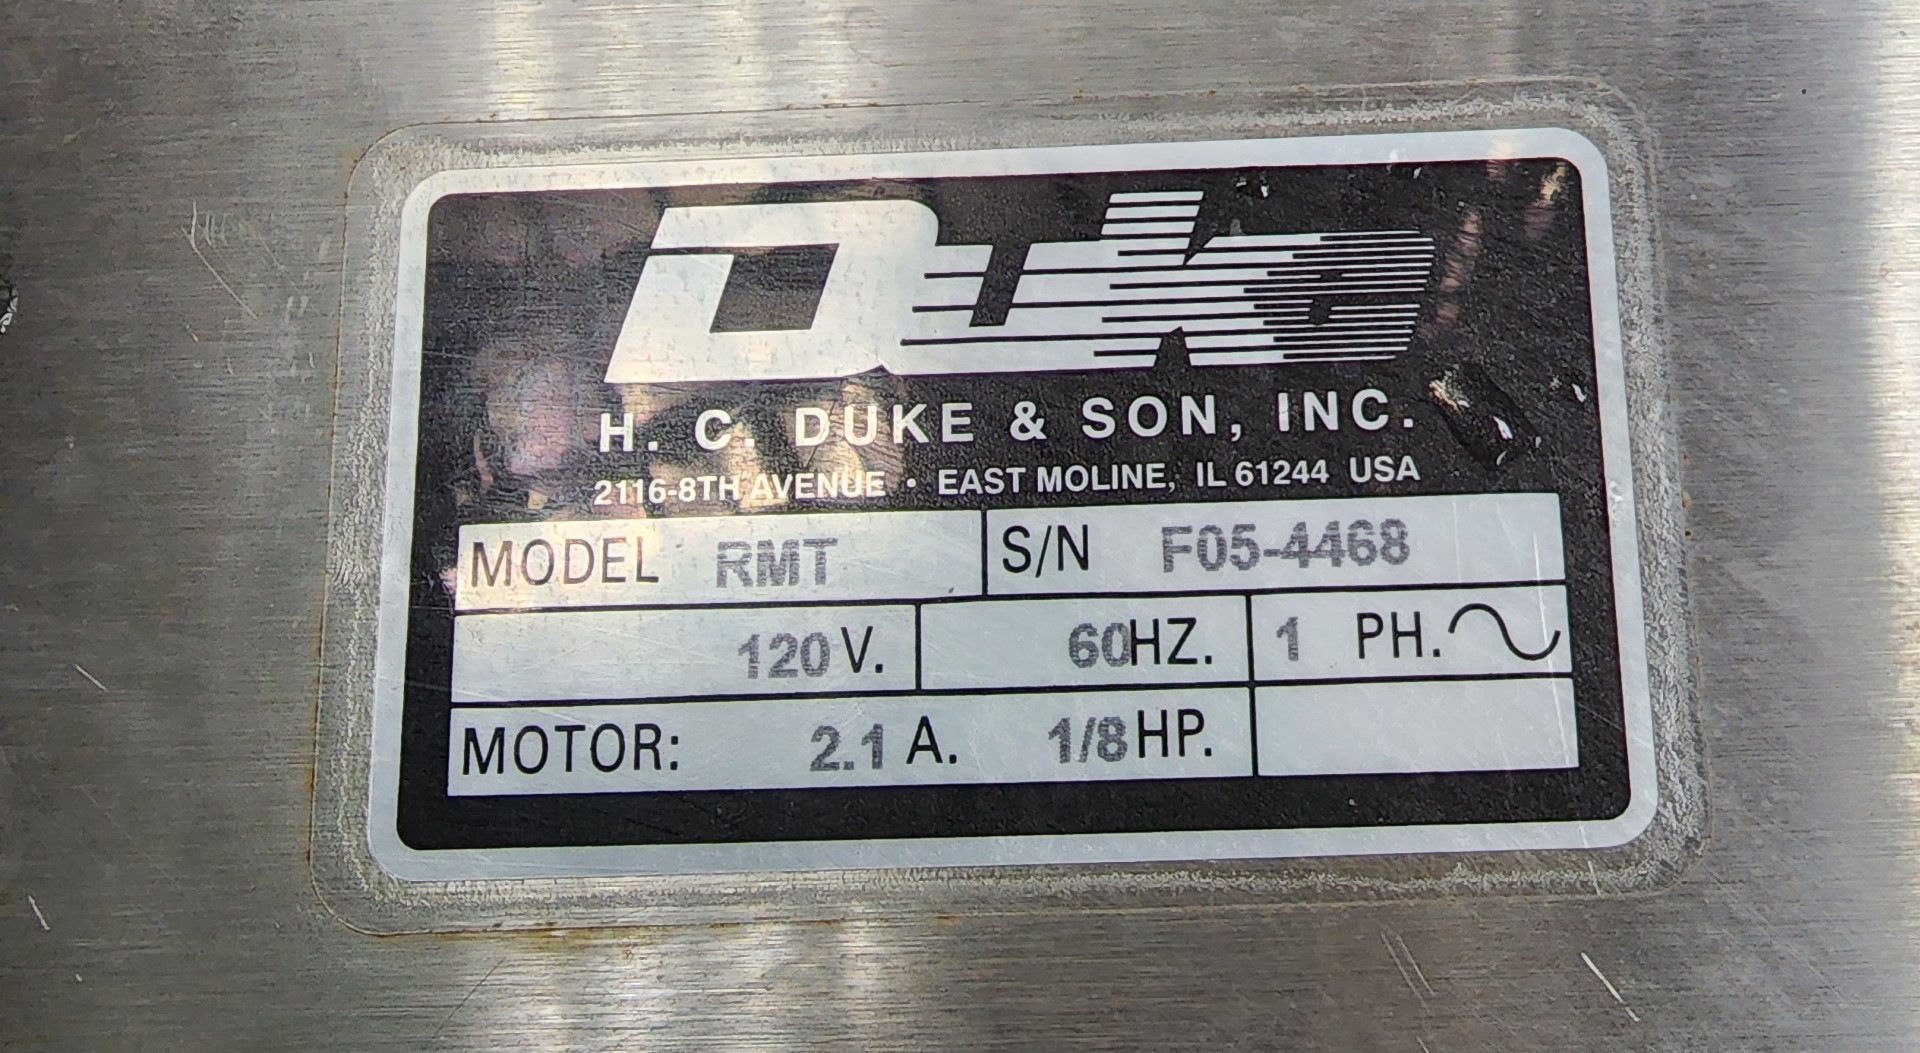 Duke
H. C. DUKE & SON, INC.
2116-8TH AVENUE • EAST MOLINE, IL 61244 USA
MODEL RMT S/N F05-4468
120 V. 60 HZ. 1 PH.
MOTOR: 2.1 A. 1/8 HP.